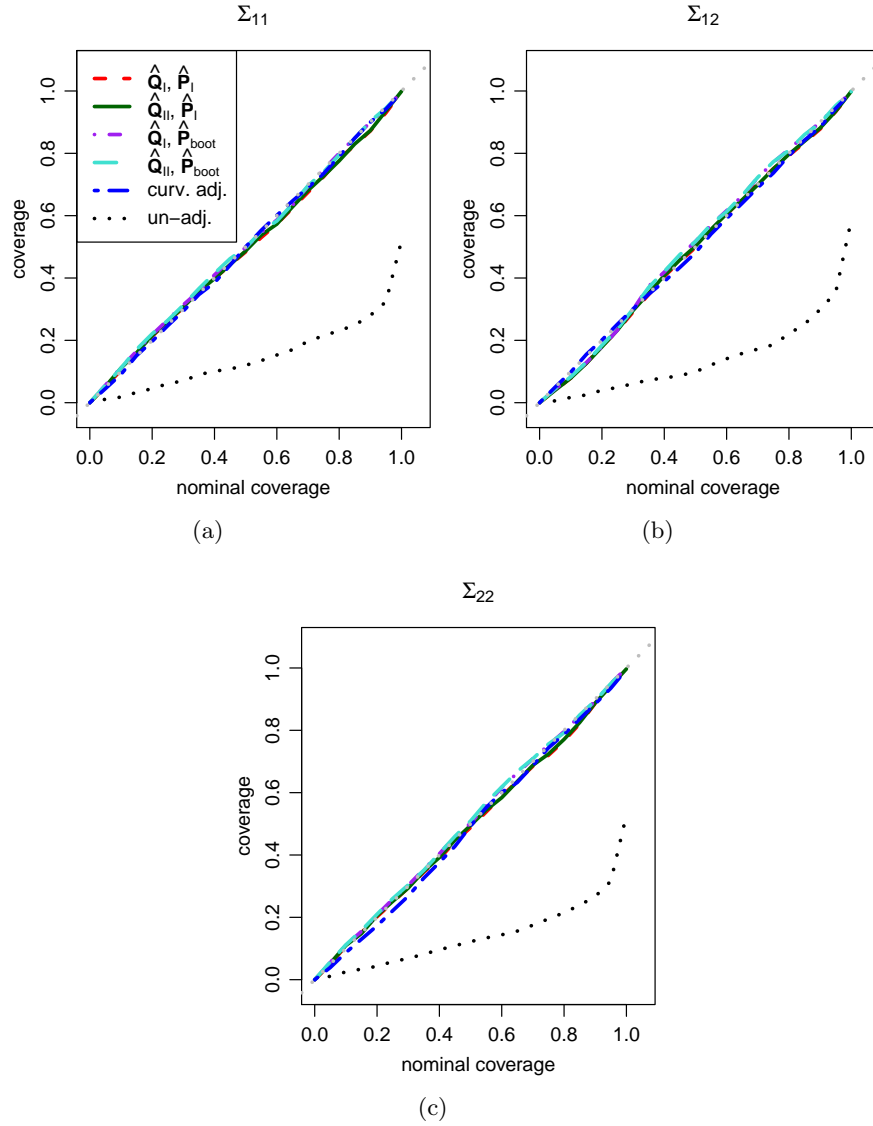 Σ11
Q̂I, P̂I
Q̂II, P̂I
Q̂I, P̂boot
Q̂II, P̂boot
curv. adj.
un−adj.
coverage
0.0 0.2 0.4 0.6 0.8 1.0
0.0 0.2 0.4 0.6 0.8 1.0
nominal coverage
(a)
Σ12
coverage
0.0 0.2 0.4 0.6 0.8 1.0
0.0 0.2 0.4 0.6 0.8 1.0
nominal coverage
(b)
Σ22
coverage
0.0 0.2 0.4 0.6 0.8 1.0
0.0 0.2 0.4 0.6 0.8 1.0
nominal coverage
(c)